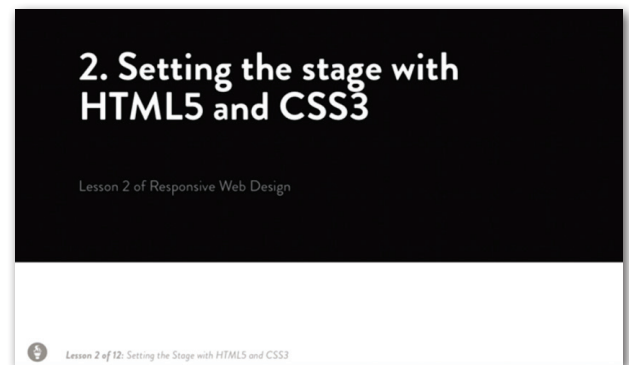 2. Setting the stage with
HTML5 and CSS3
Lesson 2 of Responsive Web Design
Lesson 2 of 12: Setting the Stage with HTML5 and CSS3